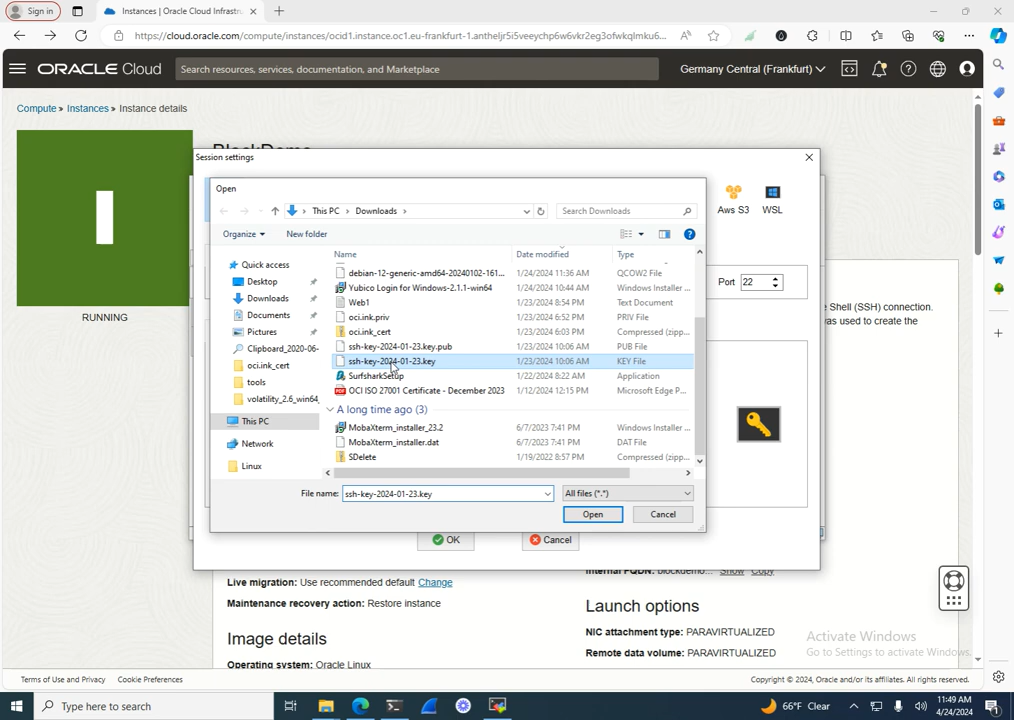 Sign in
Instances | Oracle Cloud Infrastru
https://cloud.oracle.com/compute/instances/ocid1.instance.oc1.eu-frankfurt-1.antheljr5i5veeychp6w6vkr2eg3ofwkqlmku6...
ORACLE Cloud
Search resources, services, documentation, and Marketplace
Germany Central (Frankfurt)
Compute » Instances » Instance details
Session settings
Open
Aws S3
WSL
This PC
Downloads
Search Downloads
Organize
New folder
Name
Date modified
Type
Quick access
Desktop
Downloads
Documents
Pictures
Clipboard_2020-06-
oci.ink_cert
tools
volatility_2.6_win64_
This PC
Network
Linux
debian-12-generic-amd64-20240102-161... 1/24/2024 11:36 AM QCOW2 File
Yubico Login for Windows-2.1.1-win64 1/24/2024 10:44 AM Windows Installer ...
Web1 1/23/2024 8:54 PM Text Document
oci.ink.priv 1/23/2024 6:52 PM PRIV File
oci.ink_cert 1/23/2024 6:03 PM Compressed (zipp...
ssh-key-2024-01-23.key.pub 1/23/2024 10:06 AM PUB File
ssh-key-2024-01-23.key 1/23/2024 10:06 AM KEY File
SurfsharkSetup 1/22/2024 8:22 AM Application
OCI ISO 27001 Certificate - December 2023 1/12/2024 12:15 PM Microsoft Edge P...
A long time ago (3)
MobaXterm_installer_23.2 6/7/2023 7:41 PM Windows Installer ...
MobaXterm_installer.dat 6/7/2023 7:41 PM DAT File
SDelete 1/19/2022 8:57 PM Compressed (zipp...
File name: ssh-key-2024-01-23.key
All files (*.*)
Open
Cancel
Port 22
Shell (SSH) connection.
as used to create the
I
RUNNING
OK
Cancel
Show Copy
Live migration: Use recommended default Change
Maintenance recovery action: Restore instance
Image details
Operating system: Oracle Linux
Launch options
NIC attachment type: PARAVIRTUALIZED
Remote data volume: PARAVIRTUALIZED
Activate Windows
Go to Settings to activate Windows.
Terms of Use and Privacy
Cookie Preferences
Copyright © 2024, Oracle and/or its affiliates. All rights reserved.
Type here to search
66°F Clear
11:49 AM
4/24/2024